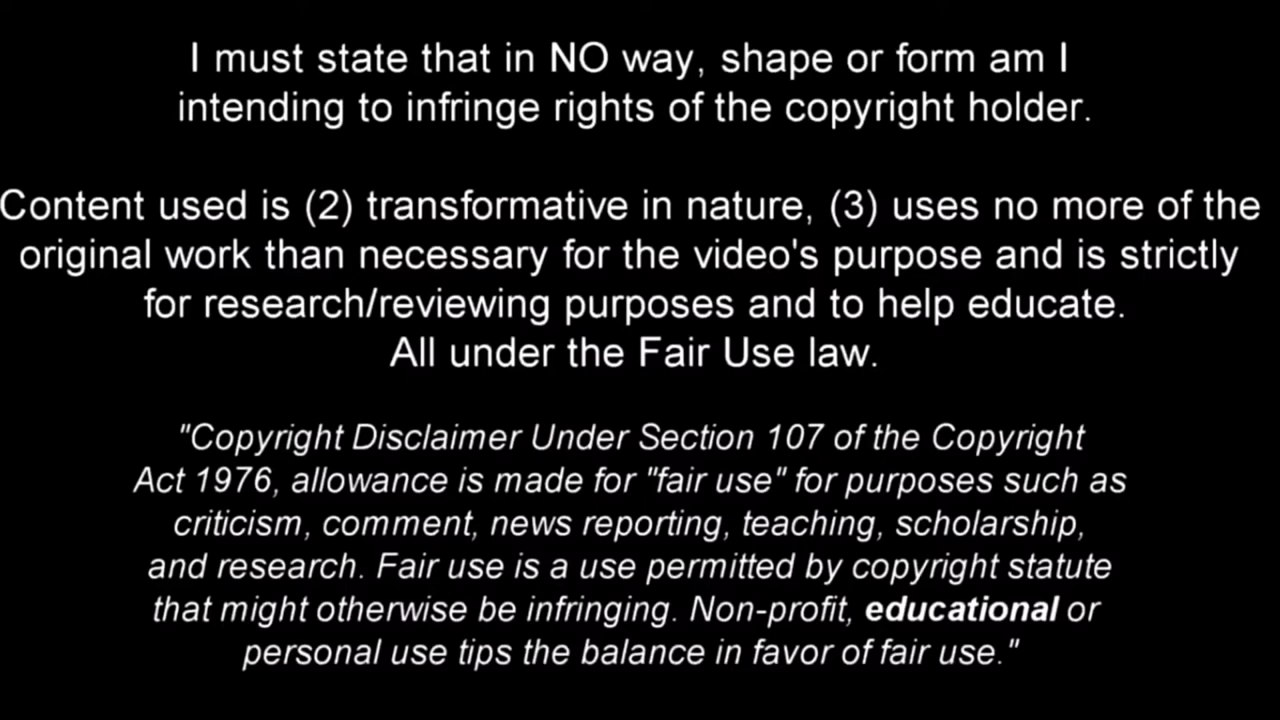 I must state that in NO way, shape or form am I
intending to infringe rights of the copyright holder.
Content used is (2) transformative in nature, (3) uses no more of the
original work than necessary for the video's purpose and is strictly
for research/reviewing purposes and to help educate.
All under the Fair Use law.
"Copyright Disclaimer Under Section 107 of the Copyright
Act 1976, allowance is made for "fair use" for purposes such as
criticism, comment, news reporting, teaching, scholarship,
and research. Fair use is a use permitted by copyright statute
that might otherwise be infringing. Non-profit, educational or
personal use tips the balance in favor of fair use."